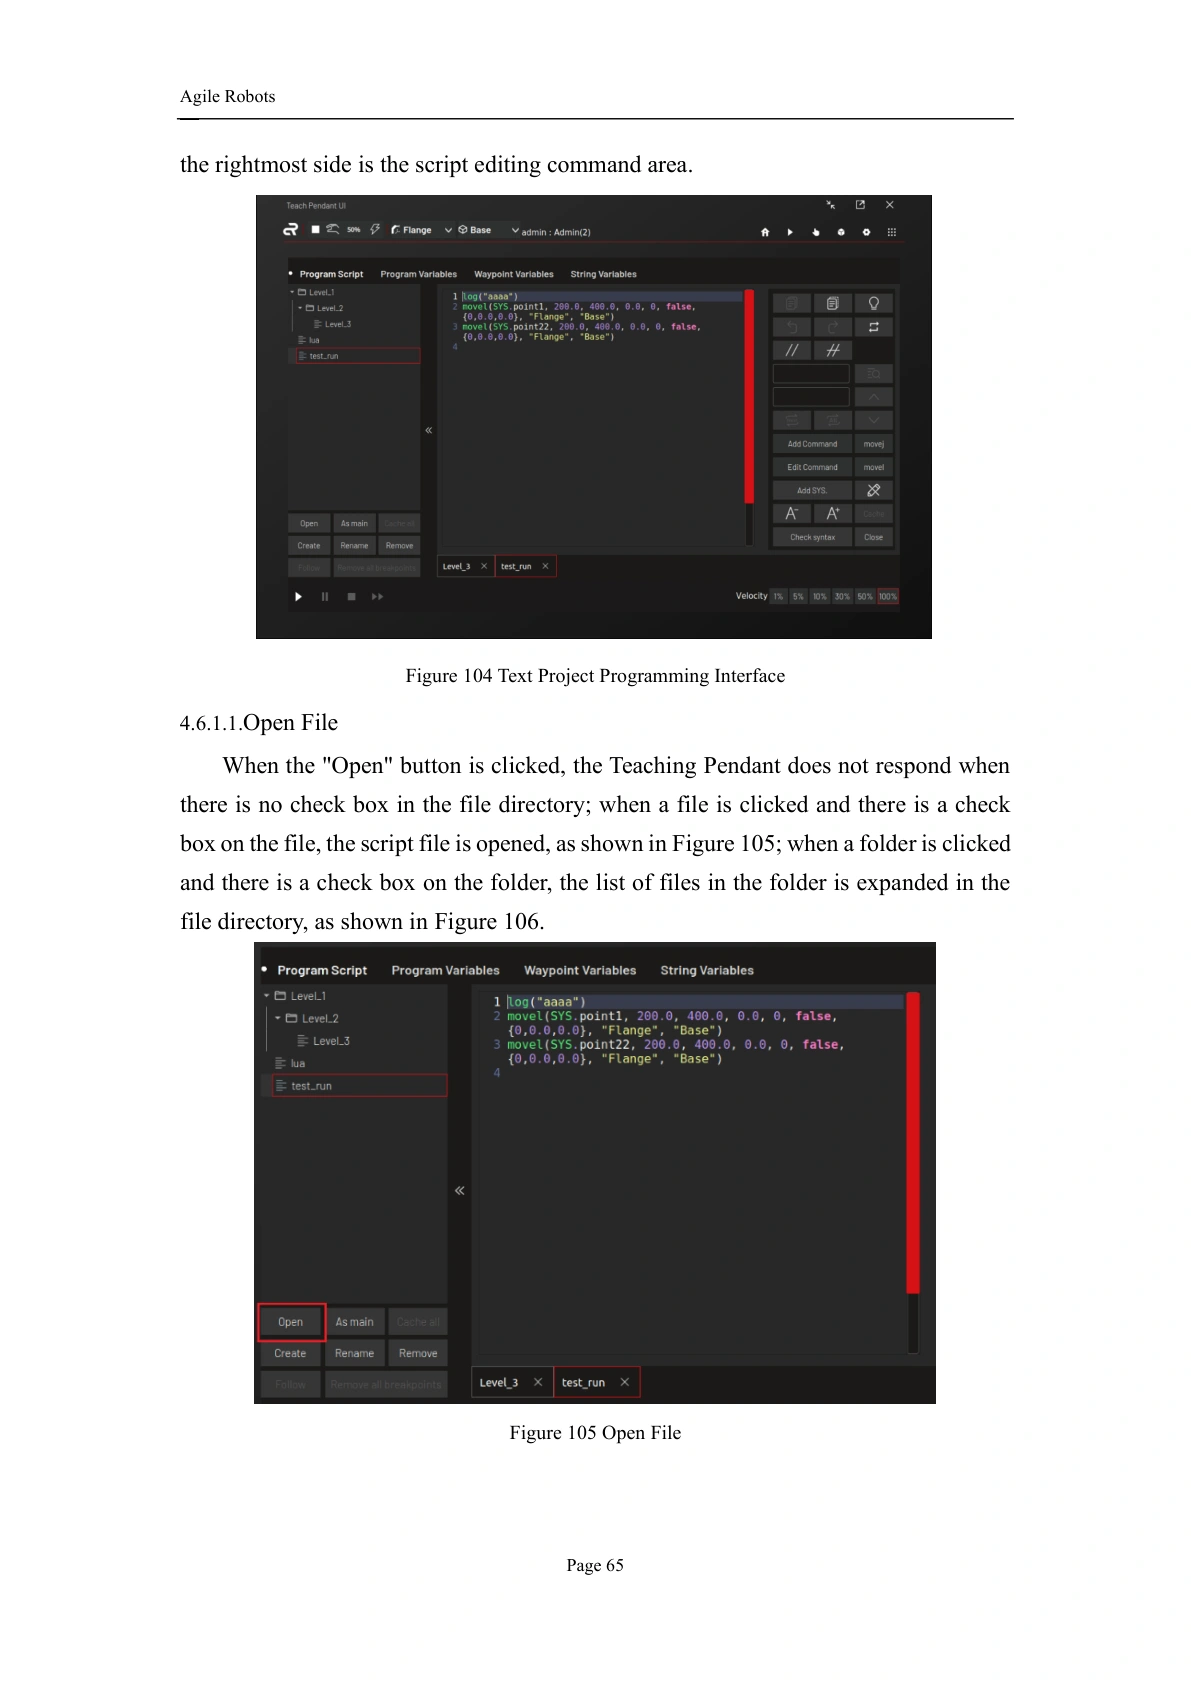 Agile Robots
the rightmost side is the script editing command area.
Teach Pendant UI
50% Flange Base admin : Admin(2)
Program Script Program Variables Waypoint Variables String Variables
Level_1
Level_2
Level_3
lua
test_run
1 log("aaaa")
2 movel(SYS.point1, 200.0, 400.0, 0.0, 0, false,
{0,0.0,0.0}, "Flange", "Base")
3 movel(SYS.point22, 200.0, 400.0, 0.0, 0, false,
{0,0.0,0.0}, "Flange", "Base")
4
// //
Add Command movej
Edit Command movel
Add SYS.
A- A+ Cache
Check syntax Close
Open As main Cache all
Create Rename Remove
Follow Remove all breakpoints
Level_3 test_run
Velocity 1% 5% 10% 30% 50% 100%
Figure 104 Text Project Programming Interface
4.6.1.1.Open File
When the "Open" button is clicked, the Teaching Pendant does not respond when
there is no check box in the file directory; when a file is clicked and there is a check
box on the file, the script file is opened, as shown in Figure 105; when a folder is clicked
and there is a check box on the folder, the list of files in the folder is expanded in the
file directory, as shown in Figure 106.
Program Script Program Variables Waypoint Variables String Variables
Level_1
Level_2
Level_3
lua
test_run
1 log("aaaa")
2 movel(SYS.point1, 200.0, 400.0, 0.0, 0, false,
{0,0.0,0.0}, "Flange", "Base")
3 movel(SYS.point22, 200.0, 400.0, 0.0, 0, false,
{0,0.0,0.0}, "Flange", "Base")
4
Open As main Cache all
Create Rename Remove
Follow Remove all breakpoints
Level_3 test_run
Figure 105 Open File
Page 65